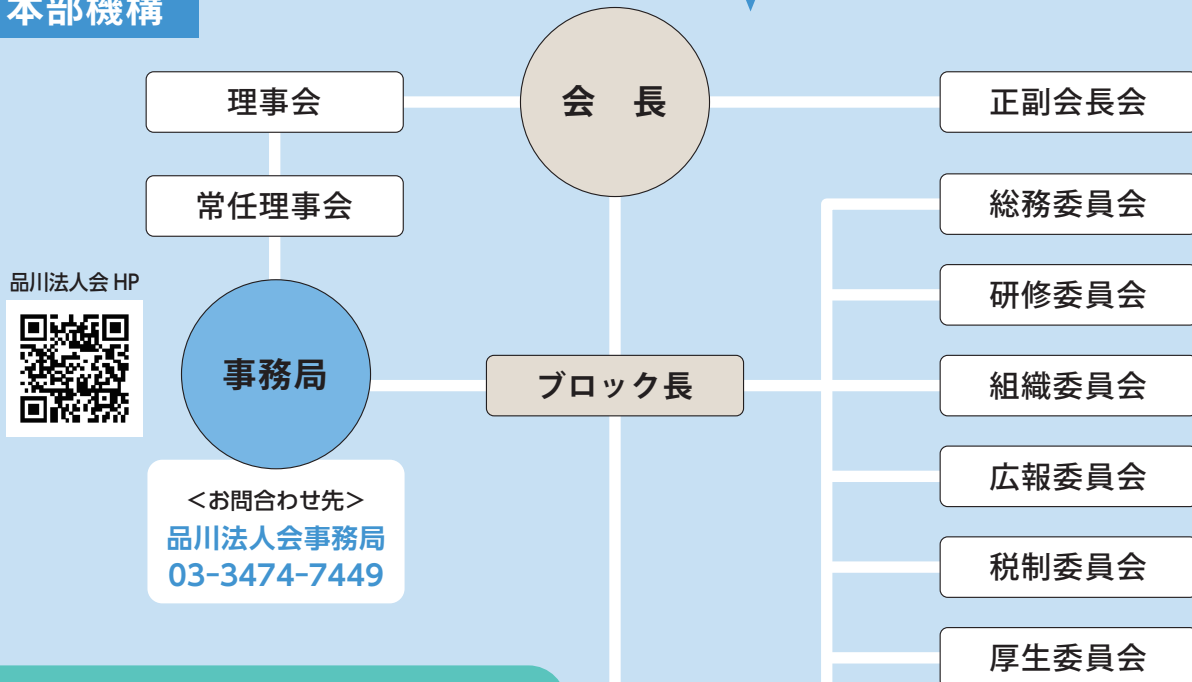 本部機構
理事会
会 長
正副会長会
常任理事会
総務委員会
品川法人会 HP
研修委員会
事務局
ブロック長
組織委員会
広報委員会
＜お問合わせ先＞
品川法人会事務局
03-3474-7449
税制委員会
厚生委員会